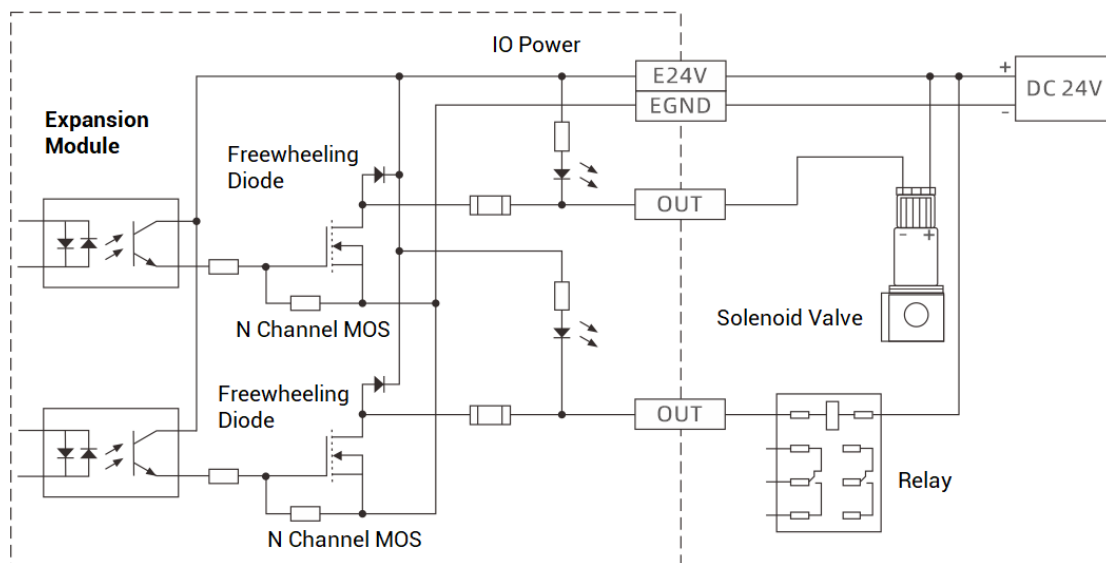 IO Power
E24V
EGND
+
-
DC 24V
Expansion
Module
Freewheeling
Diode
OUT
- +
N Channel MOS
Solenoid Valve
Freewheeling
Diode
OUT
Relay
N Channel MOS